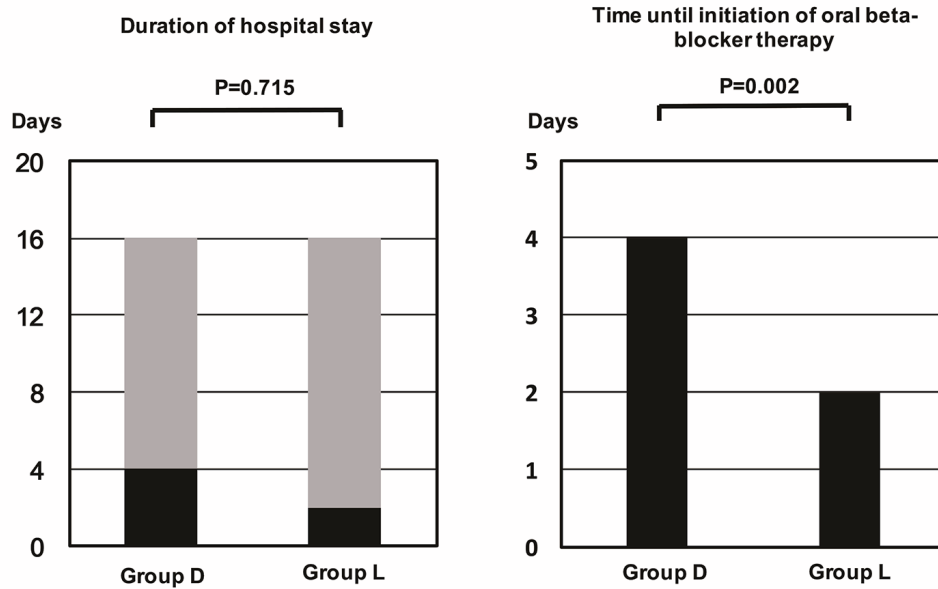 Duration of hospital stay
P=0.715
Days
20
16
12
8
4
0
Group D
Group L
Time until initiation of oral beta-
blocker therapy
P=0.002
Days
5
4
3
2
1
0
Group D
Group L